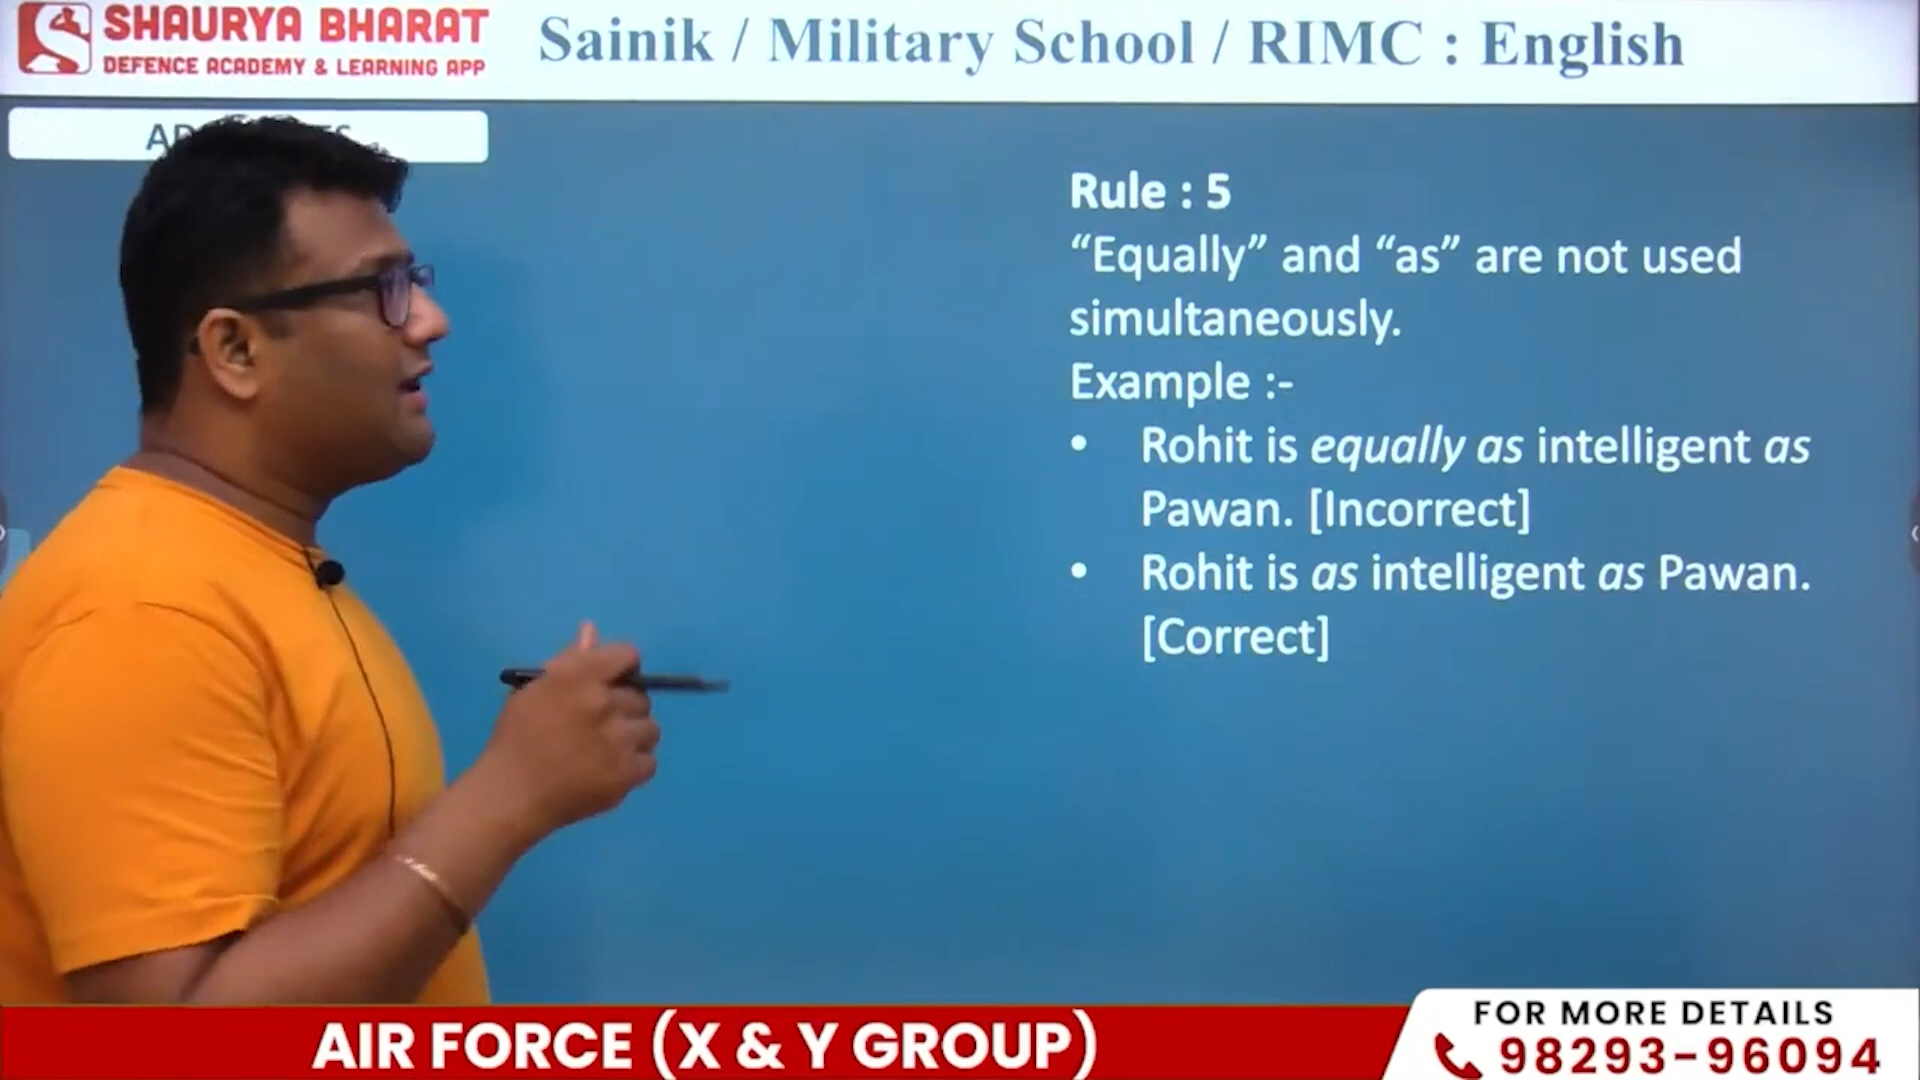 SHAURYA BHARAT
DEFENCE ACADEMY & LEARNING APP
Sainik / Military School / RIMC : English
Rule : 5
“Equally” and “as” are not used
simultaneously.
Example :-
• Rohit is equally as intelligent as
Pawan. [Incorrect]
• Rohit is as intelligent as Pawan.
[Correct]
AIR FORCE (X & Y GROUP)
FOR MORE DETAILS
98293-96094